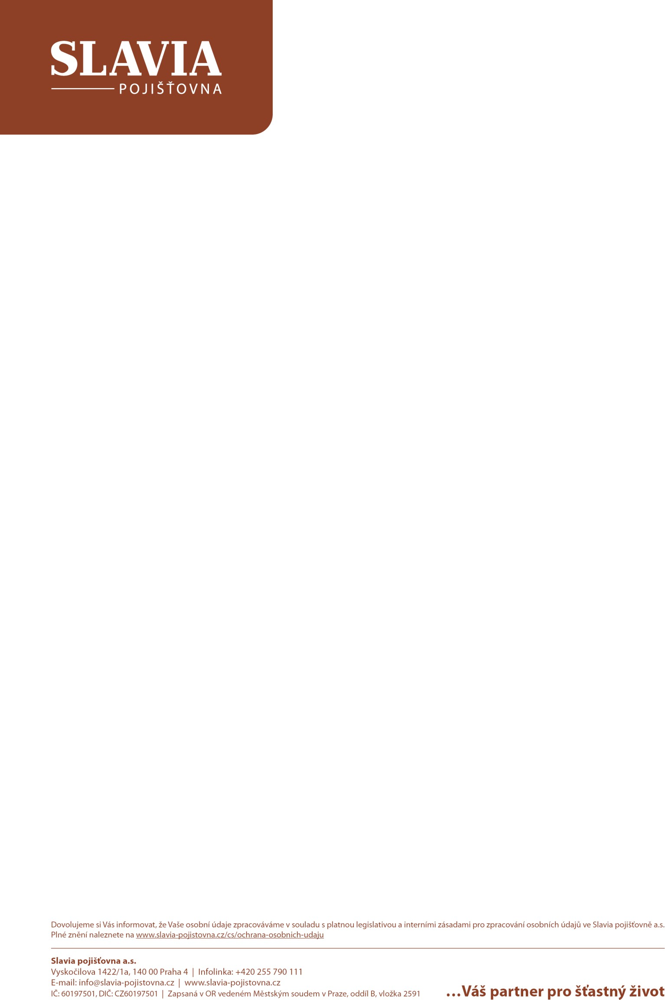 SLAVIA
POJIŠŤOVNA
Dovolujeme si Vás informovat, že Vaše osobní údaje zpracováváme v souladu s platnou legislativou a interními zásadami pro zpracování osobních údajů ve Slavia pojišťovně a.s.
Plné znění naleznete na www.slavia-pojistovna.cz/cs/ochrana-osobnich-udaju
Slavia pojišťovna a.s.
Vyskočilova 1422/1a, 140 00 Praha 4 | Infolinka: +420 255 790 111
E-mail: info@slavia-pojistovna.cz | www.slavia-pojistovna.cz
IČ: 60197501, DIČ: CZ60197501 | Zapsaná v OR vedeném Městským soudem v Praze, oddíl B, vložka 2591
…Váš partner pro šťastný život